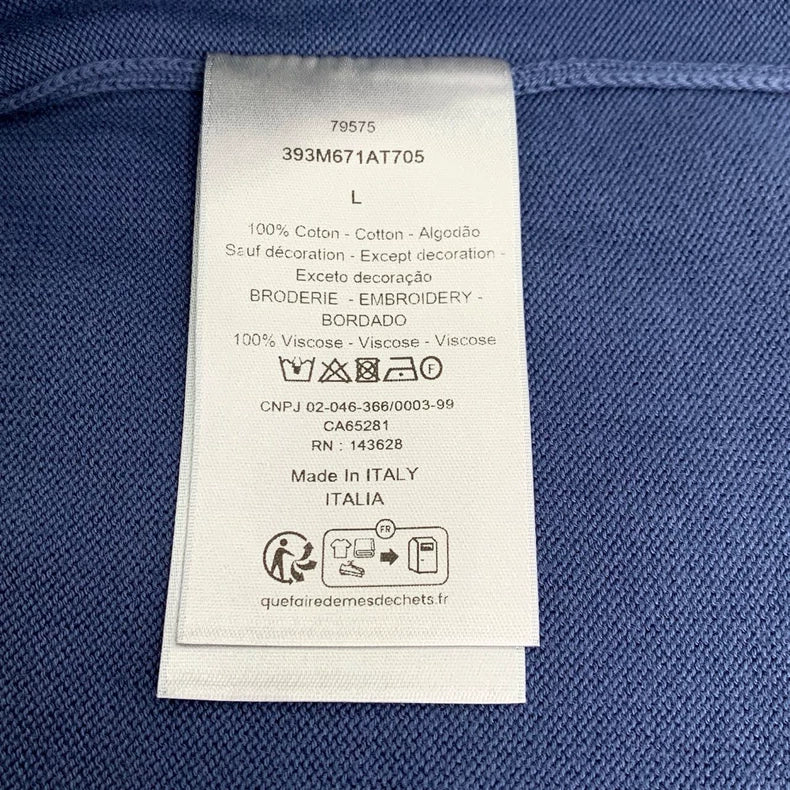 79575
393M671AT705
L
100% Coton - Cotton - Algodão
Sauf décoration - Except decoration -
Exceto decoração
BRODERIE - EMBROIDERY -
BORDADO
100% Viscose - Viscose - Viscose
F
CNPJ 02-046-366/0003-99
CA65281
RN : 143628
Made In ITALY
ITALIA
FR
quefairedemesdechets.fr